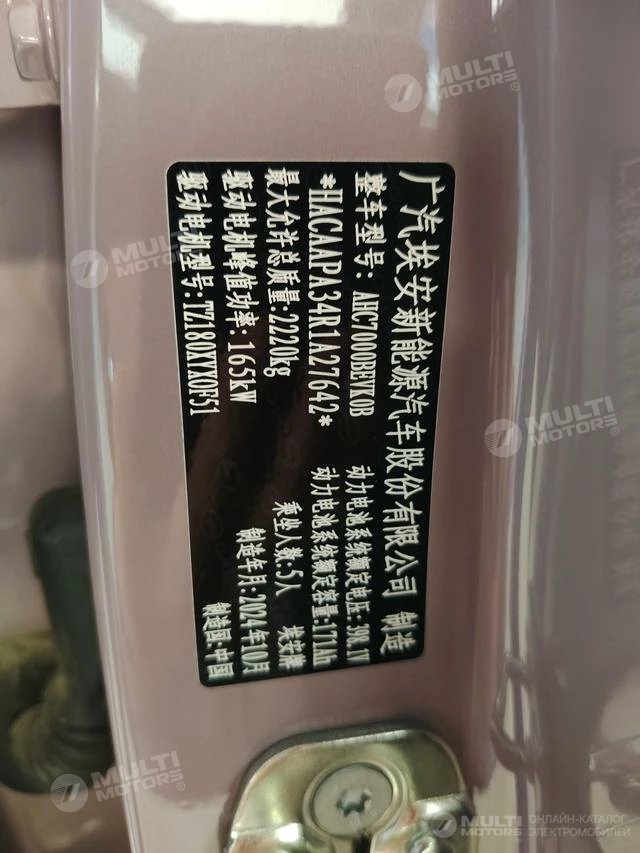 广汽埃安新能源汽车股份有限公司 制造
整车型号: AHC7000BEVK0B 动力电池系统额定电压:398.1V
*HACAAPA34R1A27642* 动力电池系统额定容量:171Ah
最大允许总质量:2220kg 乘坐人数:5人 埃安牌
驱动电机峰值功率:165kW 制造年月:2024年10月
驱动电机型号:TZ180XYX0F51 制造国:中国
MULTI MOTORS®
MULTI MOTORS
MULTI MOTORS®
MULTI MOTORS®
MULTI MOTORS ОНЛАЙН-КАТАЛОГ ЭЛЕКТРОМОБИЛЕЙ